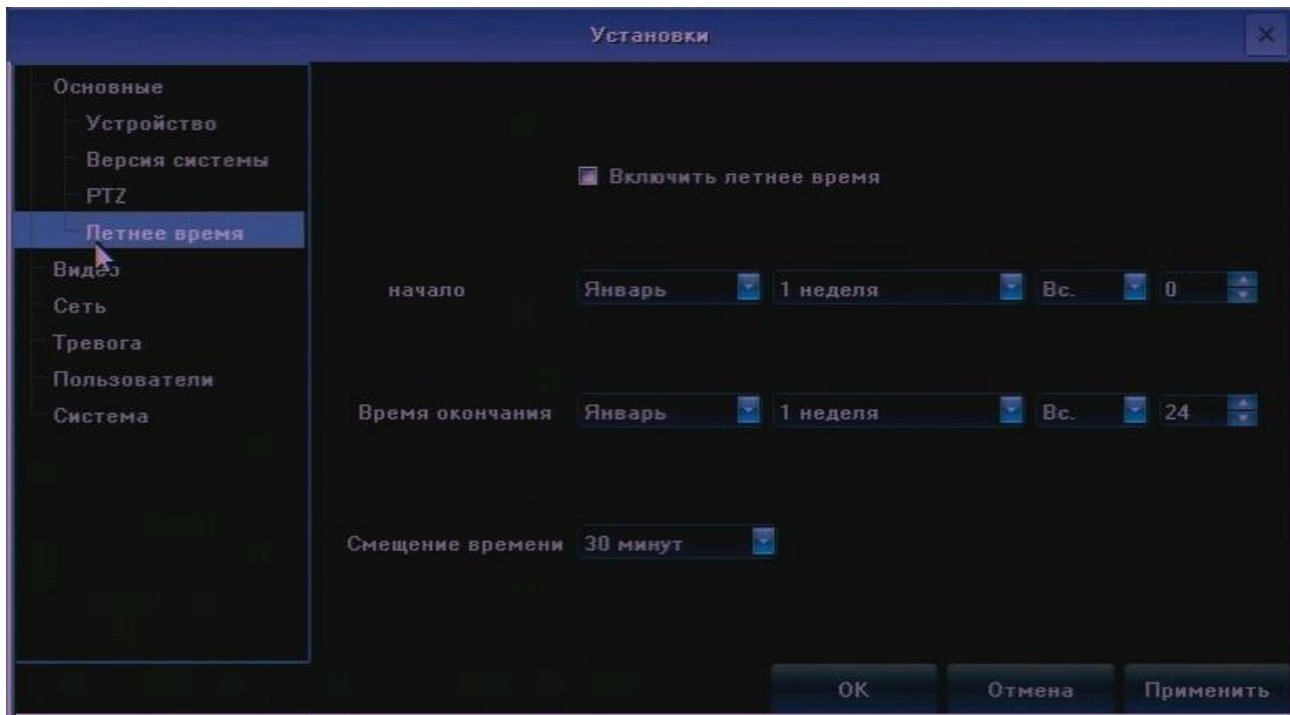 Установки
Основные
Устройство
Версия системы
PTZ
Летнее время
Видео
Сеть
Тревога
Пользователи
Система
Включить летнее время
начало Январь 1 неделя Вс. 0
Время окончания Январь 1 неделя Вс. 24
Смещение времени 30 минут
OK Отмена Применить